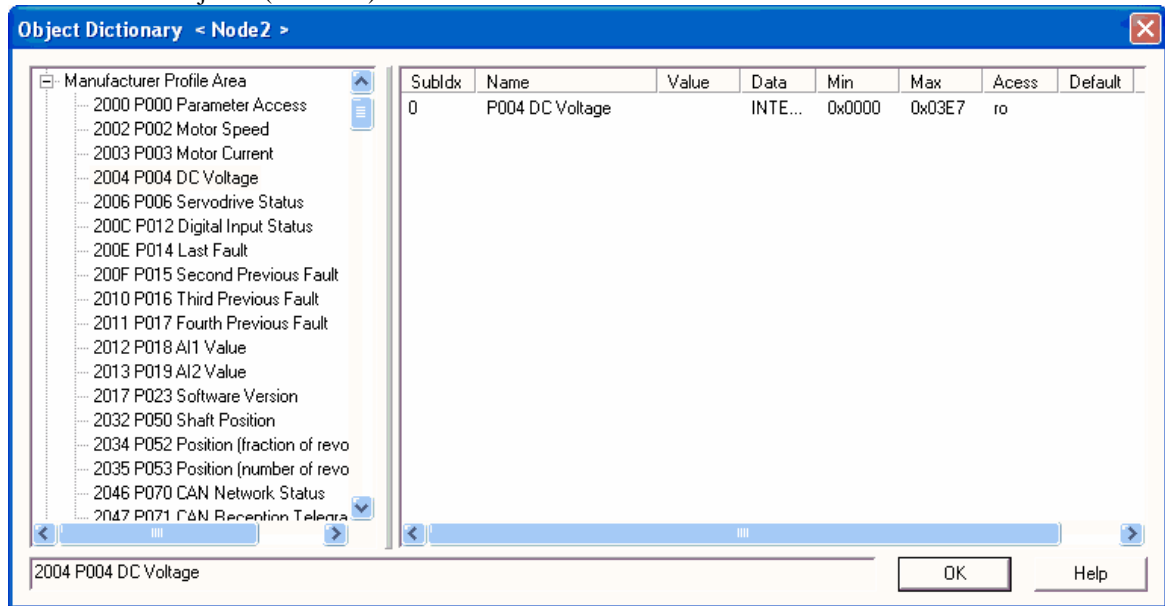 Object Dictionary < Node2 >
Manufacturer Profile Area
2000 P000 Parameter Access
2002 P002 Motor Speed
2003 P003 Motor Current
2004 P004 DC Voltage
2006 P006 Servodrive Status
200C P012 Digital Input Status
200E P014 Last Fault
200F P015 Second Previous Fault
2010 P016 Third Previous Fault
2011 P017 Fourth Previous Fault
2012 P018 AI1 Value
2013 P019 AI2 Value
2017 P023 Software Version
2032 P050 Shaft Position
2034 P052 Position (fraction of revo
2035 P053 Position (number of revo
2046 P070 CAN Network Status
2047 P071 CAN Reception Telegra
SubIdx Name Value Data Min Max Acess Default
0 P004 DC Voltage INTE... 0x0000 0x03E7 ro
2004 P004 DC Voltage
OK
Help